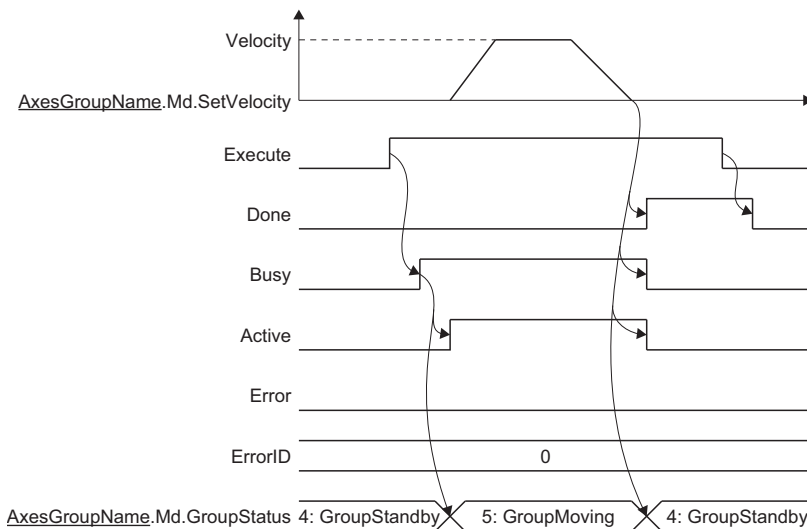 Velocity
AxesGroupName.Md.SetVelocity
Execute
Done
Busy
Active
Error
ErrorID 0
AxesGroupName.Md.GroupStatus 4: GroupStandby 5: GroupMoving 4: GroupStandby